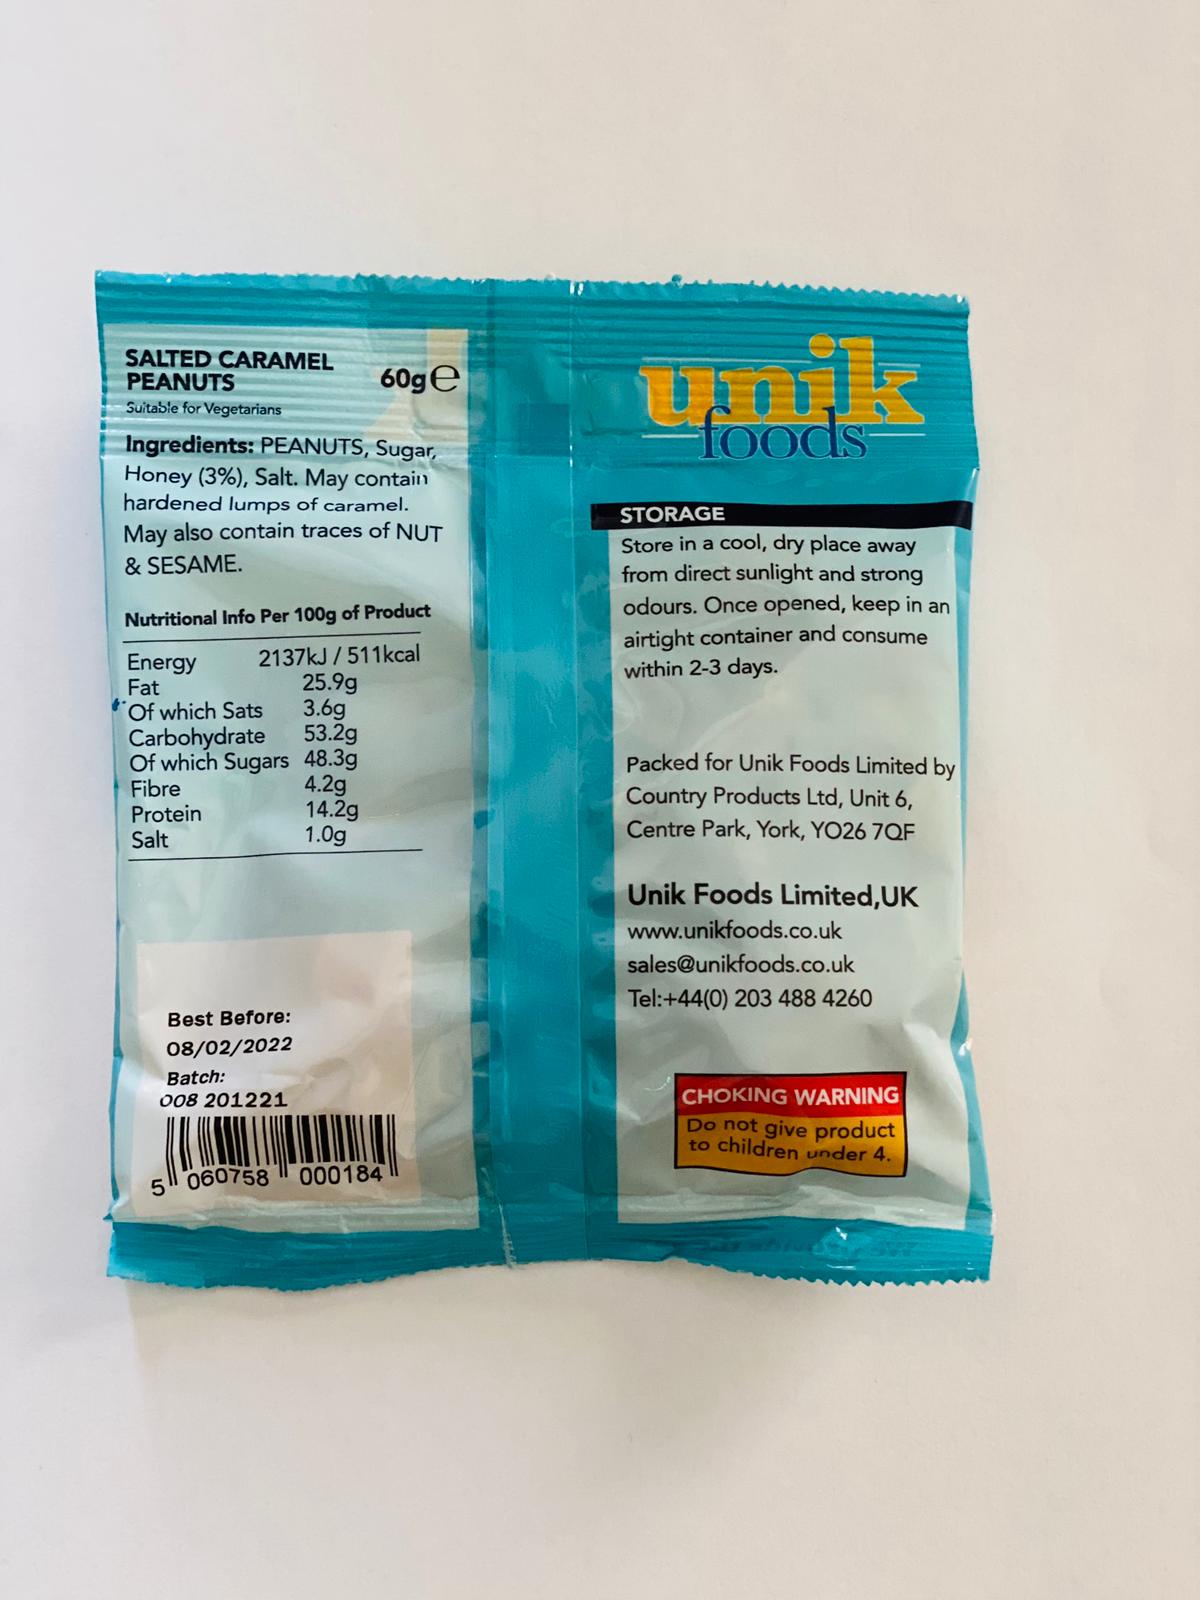 SALTED CARAMEL
PEANUTS
60g℮
Suitable for Vegetarians
Ingredients: PEANUTS, Sugar,
Honey (3%), Salt. May contain
hardened lumps of caramel.
May also contain traces of NUT
& SESAME.
Nutritional Info Per 100g of Product
Energy 2137kJ / 511kcal
Fat 25.9g
Of which Sats 3.6g
Carbohydrate 53.2g
Of which Sugars 48.3g
Fibre 4.2g
Protein 14.2g
Salt 1.0g
Best Before:
08/02/2022
Batch:
008 201221
5 060758 000184
unik
foods
STORAGE
Store in a cool, dry place away
from direct sunlight and strong
odours. Once opened, keep in an
airtight container and consume
within 2-3 days.
Packed for Unik Foods Limited by
Country Products Ltd, Unit 6,
Centre Park, York, YO26 7QF
Unik Foods Limited,UK
www.unikfoods.co.uk
sales@unikfoods.co.uk
Tel:+44(0) 203 488 4260
CHOKING WARNING
Do not give product
to children under 4.